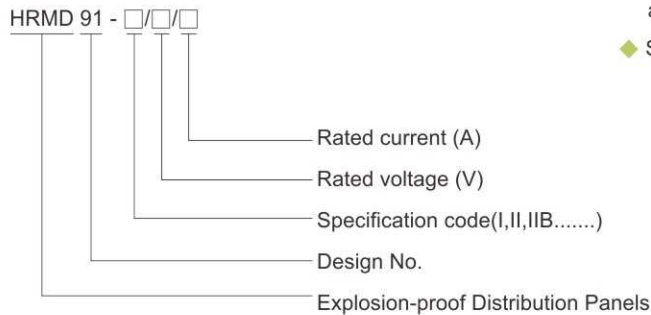 HRMD 91 - □/□/□
a
S
Rated current (A)
Rated voltage (V)
Specification code(I,II,IIB.......)
Design No.
Explosion-proof Distribution Panels